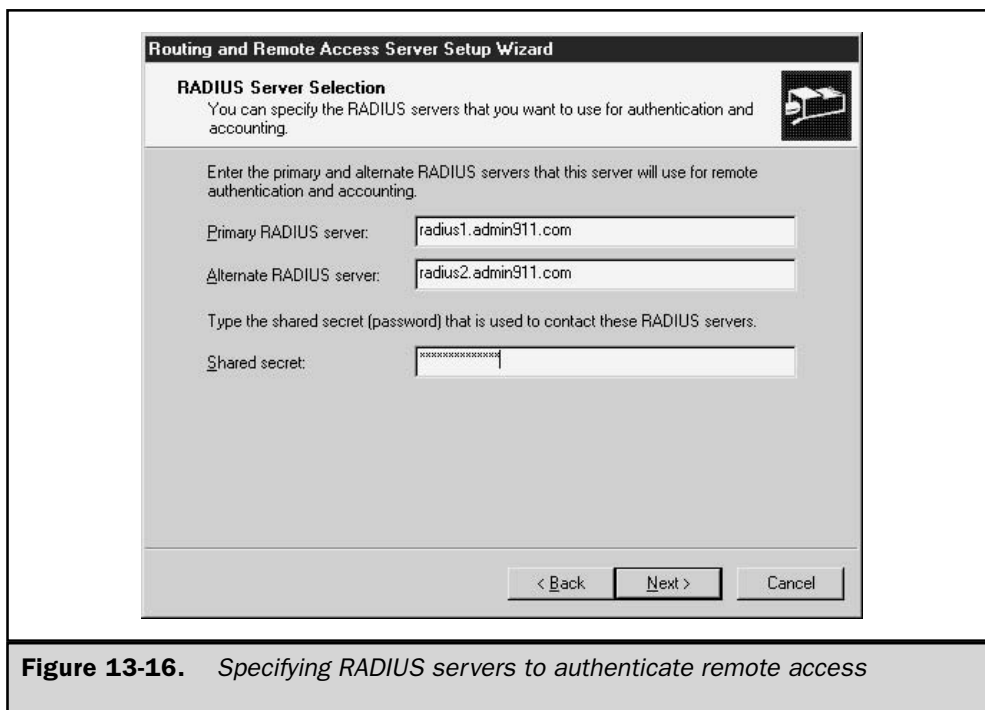 Routing and Remote Access Server Setup Wizard
RADIUS Server Selection
You can specify the RADIUS servers that you want to use for authentication and
accounting.
Enter the primary and alternate RADIUS servers that this server will use for remote
authentication and accounting.
Primary RADIUS server: radius1.admin911.com
Alternate RADIUS server: radius2.admin911.com
Type the shared secret (password) that is used to contact these RADIUS servers.
Shared secret: xxxxxxxxxxxxxx
< Back Next > Cancel
Figure 13-16. Specifying RADIUS servers to authenticate remote access